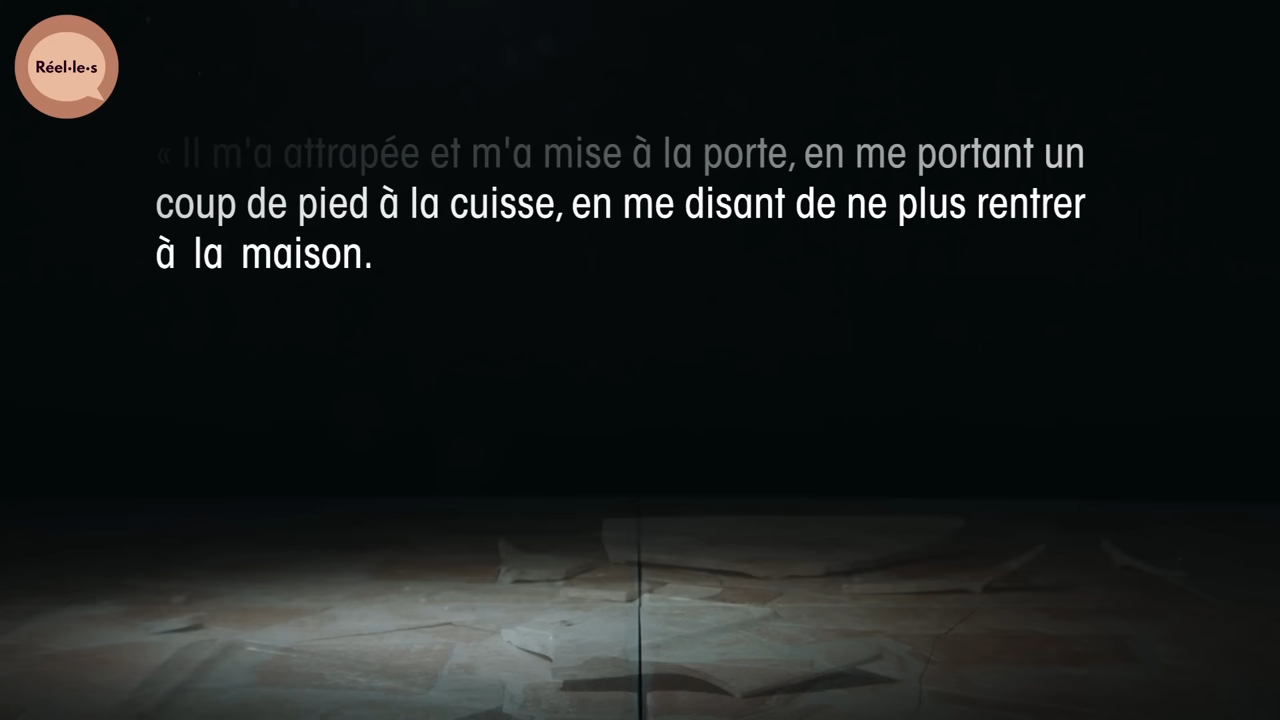 Réel·le·s
« Il m'a attrapée et m'a mise à la porte, en me portant un
coup de pied à la cuisse, en me disant de ne plus rentrer
à la maison.